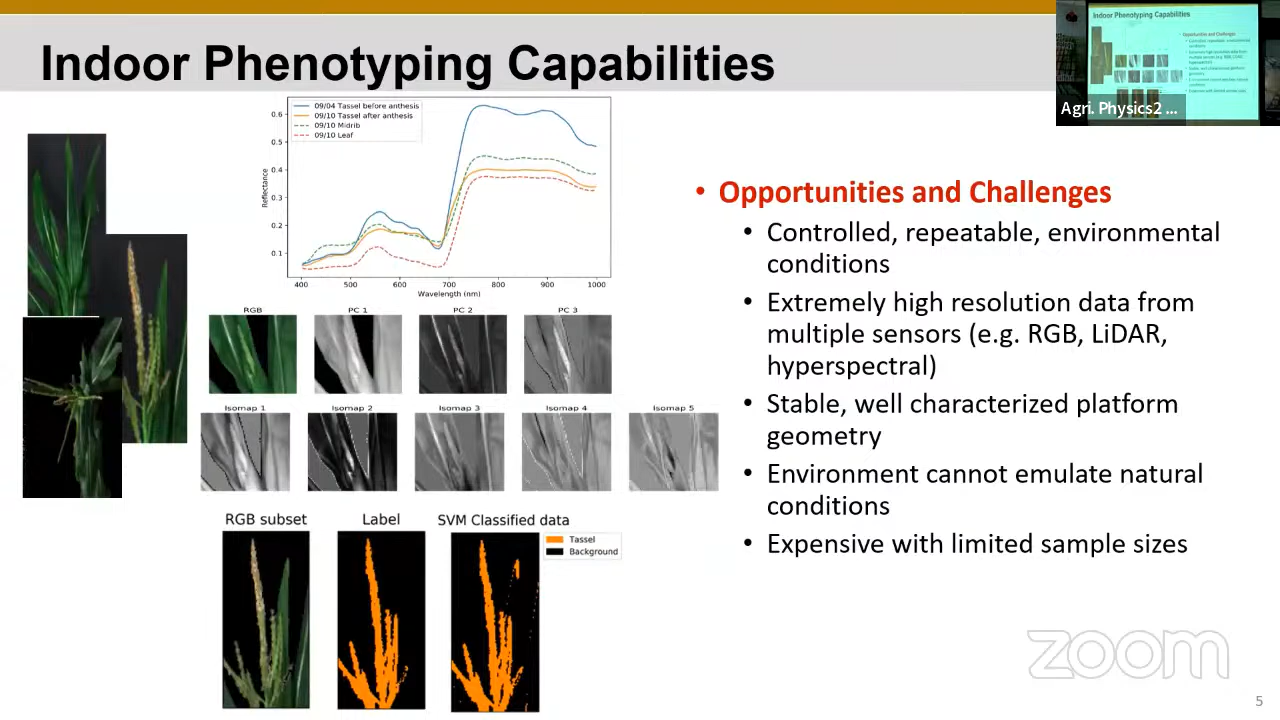 Indoor Phenotyping Capabilities
Indoor Phenotyping Capabilities
Opportunities and Challenges
Agri. Physics2 ...
09/04 Tassel before anthesis
09/10 Tassel after anthesis
09/10 Midrib
09/10 Leaf
0.6
0.5
0.4
0.3
0.2
0.1
Reflectance
400 500 600 700 800 900 1000
Wavelength (nm)
RGB PC 1 PC 2 PC 3
Isomap 1 Isomap 2 Isomap 3 Isomap 4 Isomap 5
RGB subset Label SVM Classified data
Tassel
Background
• Opportunities and Challenges
• Controlled, repeatable, environmental
conditions
• Extremely high resolution data from
multiple sensors (e.g. RGB, LiDAR,
hyperspectral)
• Stable, well characterized platform
geometry
• Environment cannot emulate natural
conditions
• Expensive with limited sample sizes
zoom
5